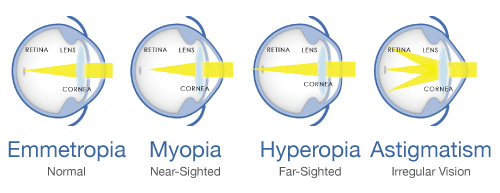 RETINA LENS
CORNEA
RETINA LENS
CORNEA
RETINA LENS
CORNEA
RETINA LENS
CORNEA
Emmetropia
Normal
Myopia
Near-Sighted
Hyperopia
Far-Sighted
Astigmatism
Irregular Vision